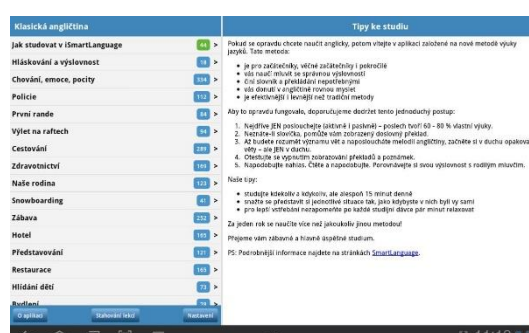 Klasická angličtina
Jak studovat v iSmartLanguage 44 >
Hláskování a výslovnost 18 >
Chování, emoce, pocity 334 >
Policie 112 >
První rande 84 >
Výlet na raftech 94 >
Cestování 289 >
Zdravotnictví 169 >
Naše rodina 123 >
Snowboarding 41 >
Zábava 232 >
Hotel 165 >
Představování 121 >
Restaurace 165 >
Hlídání dětí 73 >
Bydlení >
O aplikaci Stahování lekcí Nastavení
Tipy ke studiu
Pokud se opravdu chcete naučit anglicky, potom vítejte v aplikaci založené na nové metodě výuky
jazyků. Tato metoda:
• je pro začátečníky, věčné začátečníky i pokročilé
• vás naučí mluvit se správnou výslovností
• činí slovník a překládání nepotřebnými
• vás donutí v angličtině rovnou myslet
• je efektivnější i levnější než tradiční metody
Aby to opravdu fungovalo, doporučujeme dodržet tento jednoduchý postup:
1. Nejdříve JEN poslouchejte (aktivně i pasivně) – poslech tvoří 60 - 80 % vlastní výuky.
2. Neznáte-li slovíčka, pomůže vám zobrazený doslovný překlad.
3. Až budete rozumět významu vět a naposloucháte melodii angličtiny, začněte si v duchu opakovat
věty – ale JEN v duchu.
4. Otestujte se vypnutím zobrazování překladů a poznámek.
5. Napodobujte nahlas. Čtěte a napodobujte. Porovnávejte si svou výslovnost s rodilým mluvčím.
Naše tipy:
• studujte kdekoliv a kdykoliv, ale alespoň 15 minut denně
• snažte se představit si jednotlivé situace tak, jako kdybyste v nich byli vy sami
• pro lepší vstřebání nezapomeňte po každé studijní dávce pár minut relaxovat
Za jeden rok se naučíte více než jakoukoliv jinou metodou!
Přejeme vám zábavné a hlavně úspěšné studium.
PS: Podrobnější informace najdete na stránkách SmartLanguage.